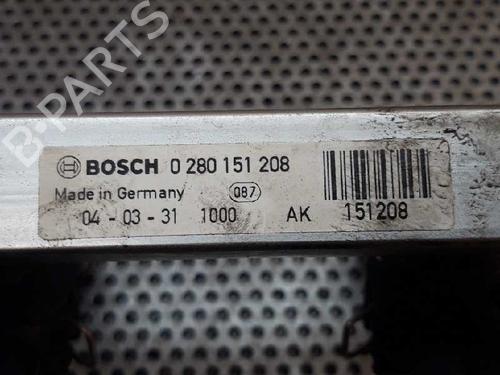 B-PARTS
BOSCH 0 280 151 208
Made in Germany 087
04 - 03 - 31 1000 AK 151208